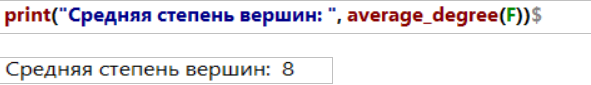 print("Средняя степень вершин: ", average_degree(F))$
Средняя степень вершин:  8